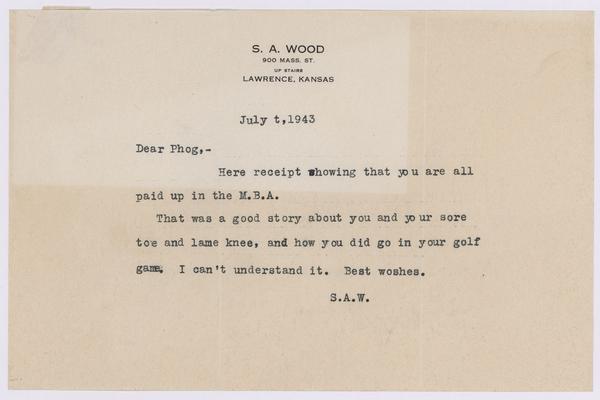 S. A. WOOD
900 MASS. ST.
UP STAIRS
LAWRENCE, KANSAS
July t,1943
Dear Phog,-
Here receipt showing that you are all
paid up in the M.B.A.
That was a good story about you and your sore
toe and lame knee, and how you did go in your golf
game. I can't understand it. Best woshes.
S.A.W.